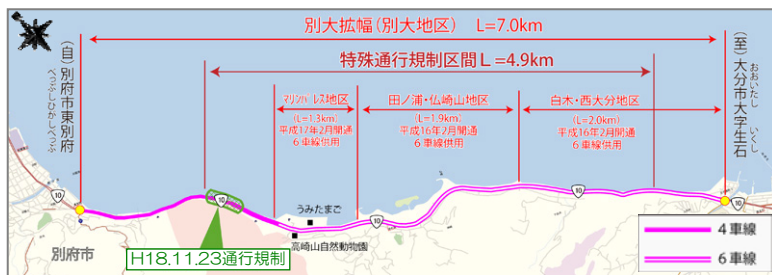 別大拡幅(別大地区) L=7.0km
特殊通行規制区間L=4.9km
(自)別府市東別府
べっぷしひがしべっぷ
(至)大分市大字生石
おおいたし いくし
マリンパーレス地区
(L=1.3km)
平成17年2月開通
6車線供用
田ノ浦・仏崎山地区
(L=1.9km)
平成16年2月開通
6車線供用
白木・西大分地区
(L=2.0km)
平成16年2月開通
6車線供用
10
10
10
10
10
うみたまご
高崎山自然動物園
別府市
H18.11.23通行規制
4車線
6車線